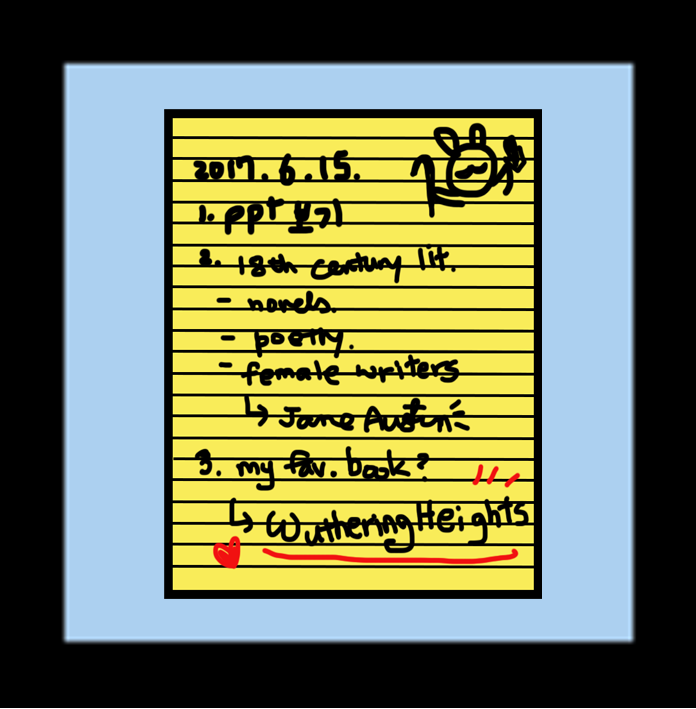 2017.6.15.
1. ppt 보기
2. 18th century lit.
- novels.
- poetry.
- female writers
↳ Jane Austin
3. my fav. book?
↳ Wuthering Heights